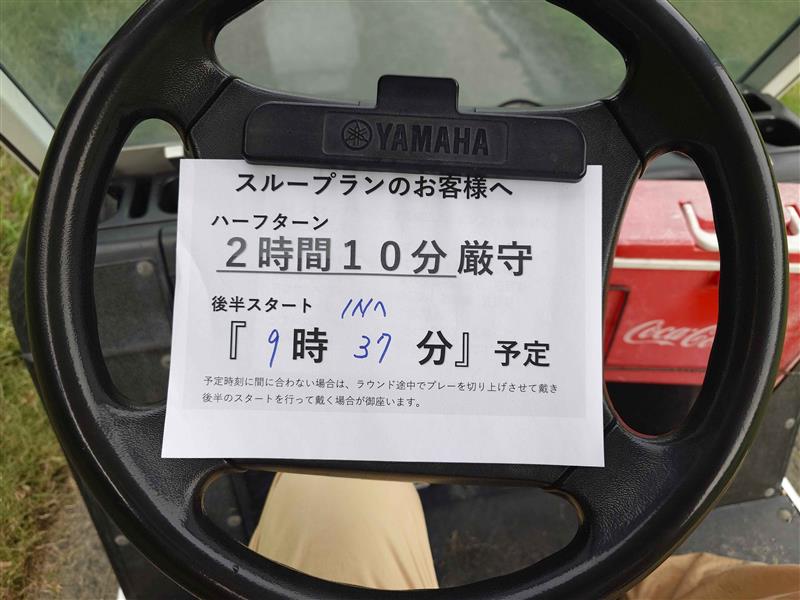 YAMAHA
スループランのお客様へ
ハーフターン
２時間１０分厳守
後半スタート INへ
『9時37分』予定
予定時刻に間に合わない場合は、ラウンド途中でプレーを切り上げさせて戴き
後半のスタートを行って戴く場合が御座います。
Coca-Cola